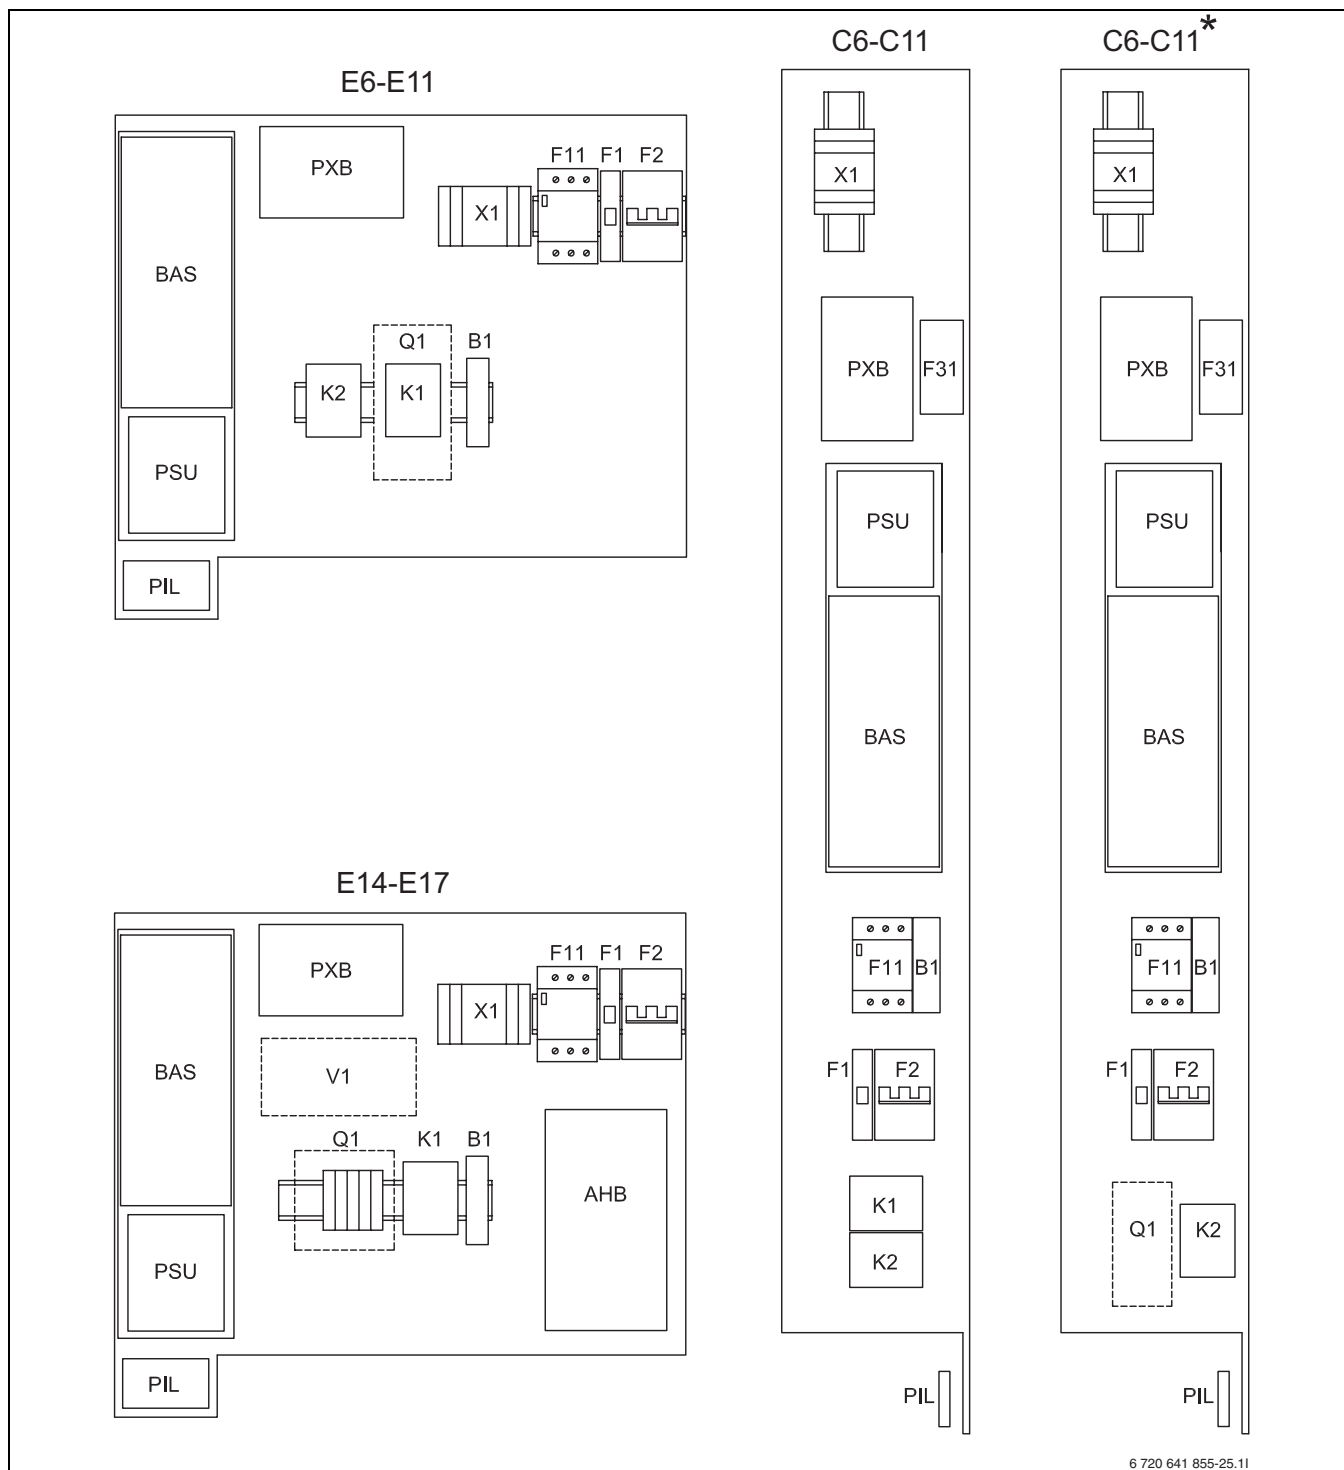 E6-E11
PXB
F11 F1 F2
X1
BAS
Q1 B1
K2 K1
PSU
PIL
E14-E17
PXB
F11 F1 F2
X1
BAS
V1
Q1 K1 B1
AHB
PSU
PIL
C6-C11
X1
PXB F31
PSU
BAS
F11 B1
F1 F2
K1
K2
PIL
C6-C11*
X1
PXB F31
PSU
BAS
F11 B1
F1 F2
Q1 K2
PIL
6 720 641 855-25.1I